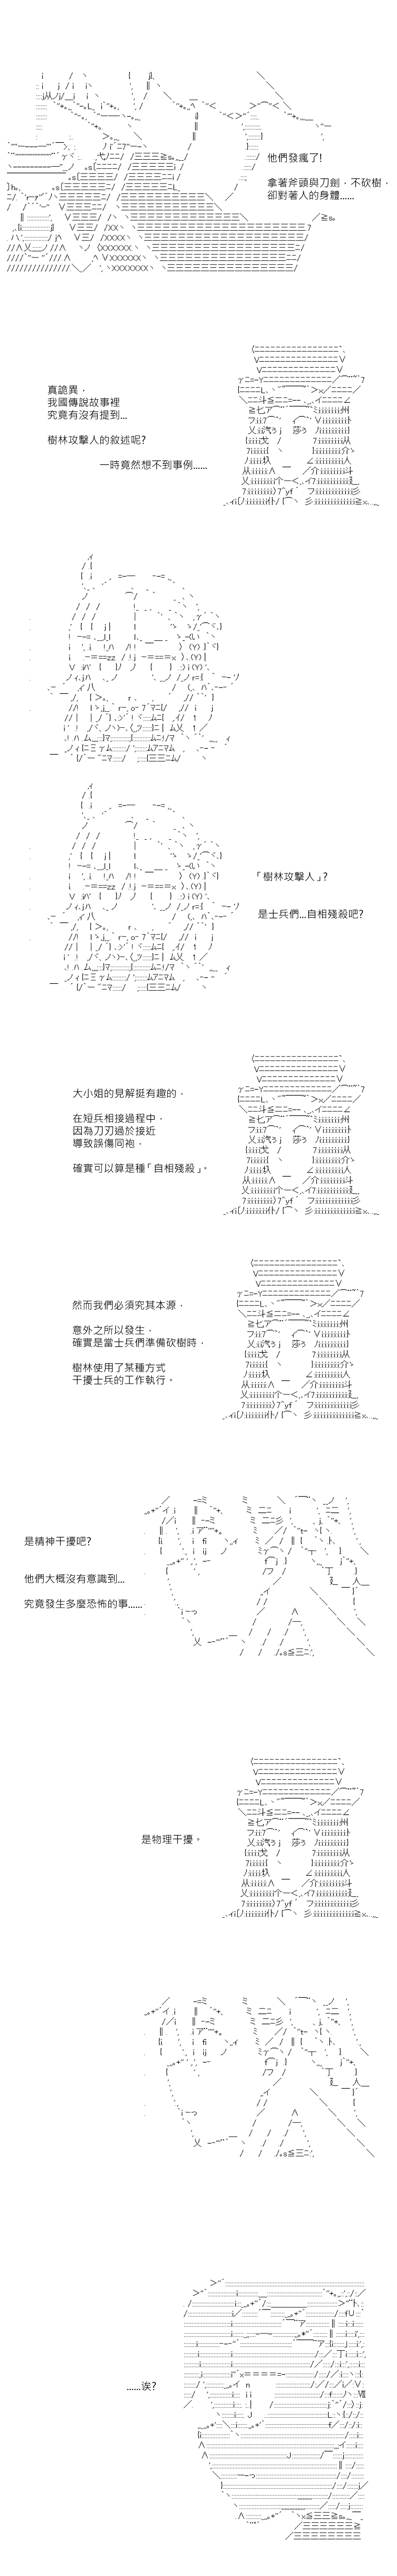 他們發瘋了!
拿著斧頭與刀劍，不砍樹，
卻對著人的身體......
真詭異，
我國傳說故事裡
究竟有沒有提到...
樹林攻擊人的敘述呢?
一時竟然想不到事例......
「樹林攻擊人」?
是士兵們...自相殘殺吧?
大小姐的見解挺有趣的，
在短兵相接過程中，
因為刀刃過於接近
導致誤傷同袍，
確實可以算是種「自相殘殺」。
然而我們必須究其本源，
意外之所以發生，
確實是當士兵們準備砍樹時，
樹林使用了某種方式
干擾士兵的工作執行。
是精神干擾吧?
他們大概沒有意識到...
究竟發生多麼恐怖的事......
是物理干擾。
......诶?